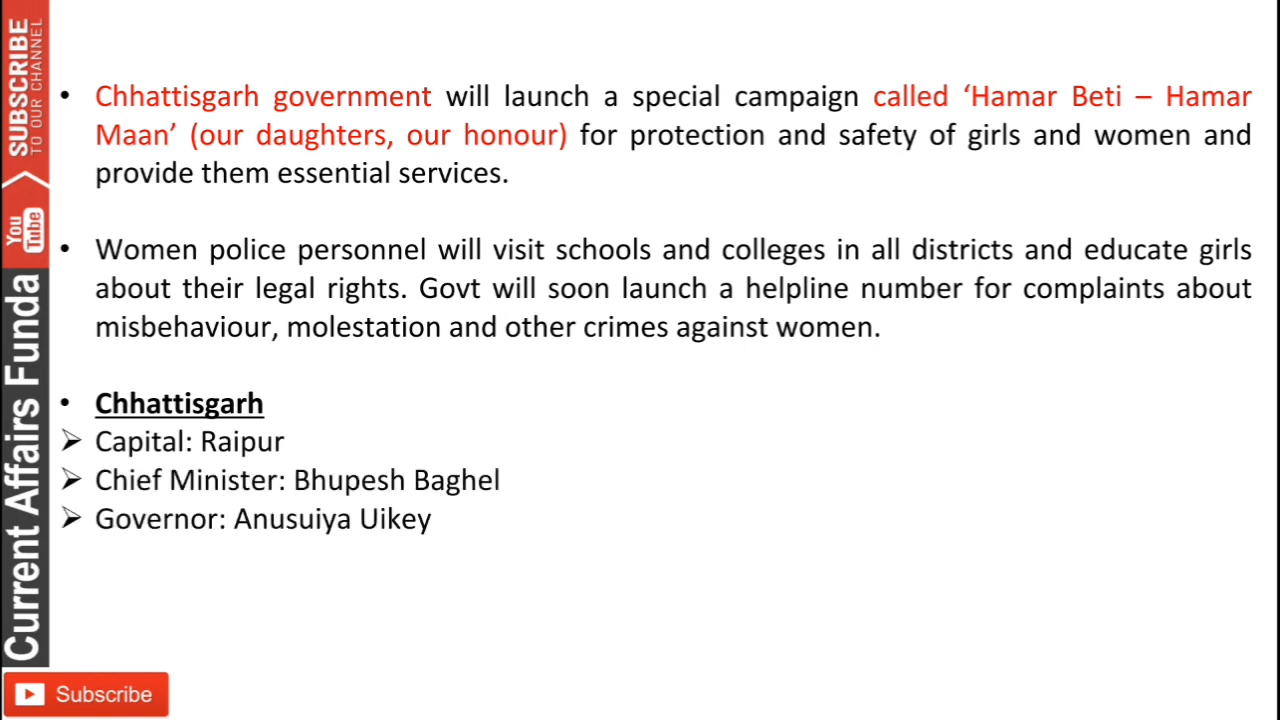 SUBSCRIBE
TO OUR CHANNEL
You
Tube
Current Affairs Funda
• Chhattisgarh government will launch a special campaign called ‘Hamar Beti – Hamar
Maan’ (our daughters, our honour) for protection and safety of girls and women and
provide them essential services.
• Women police personnel will visit schools and colleges in all districts and educate girls
about their legal rights. Govt will soon launch a helpline number for complaints about
misbehaviour, molestation and other crimes against women.
• Chhattisgarh
➢ Capital: Raipur
➢ Chief Minister: Bhupesh Baghel
➢ Governor: Anusuiya Uikey
Subscribe